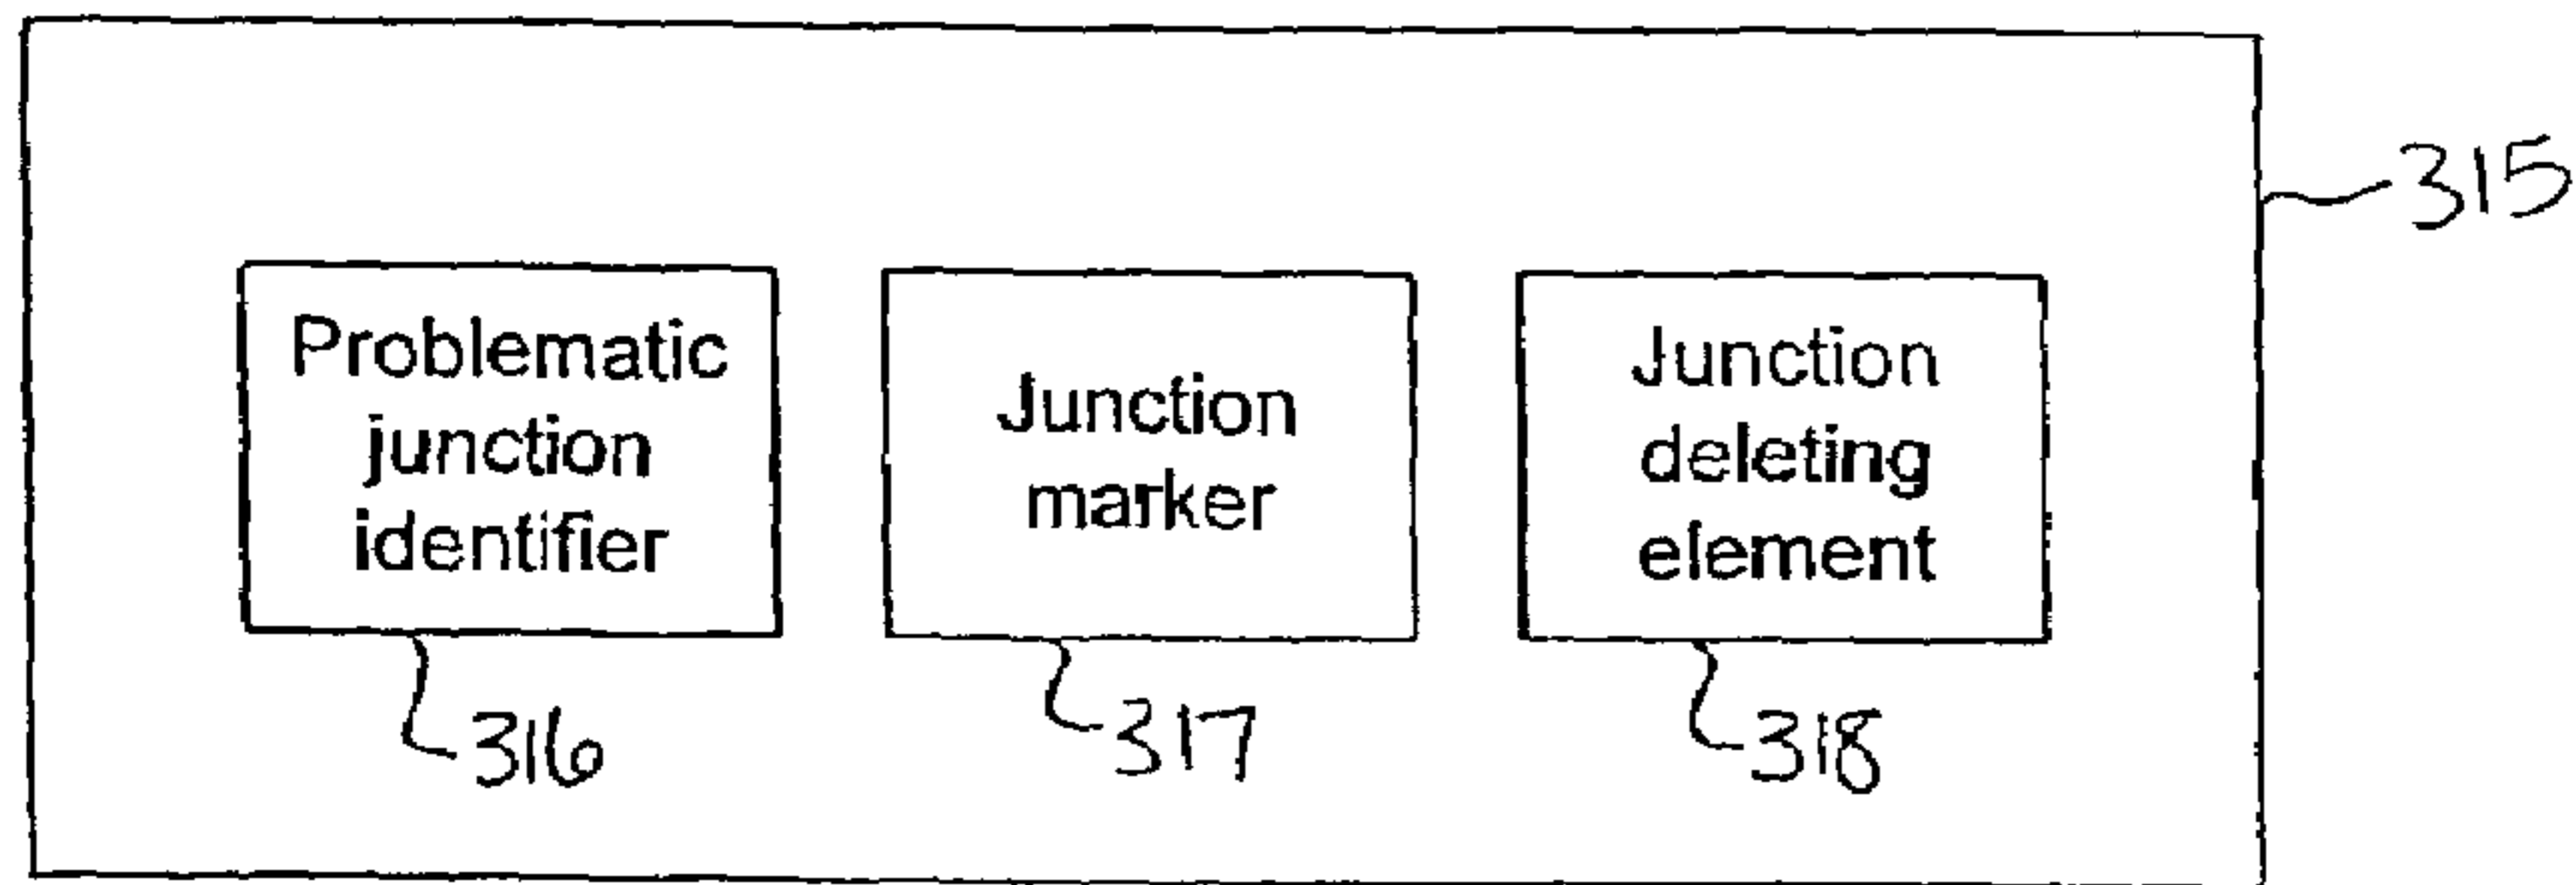 315
Problematic
junction
identifier
Junction
marker
Junction
deleting
element
316
317
318